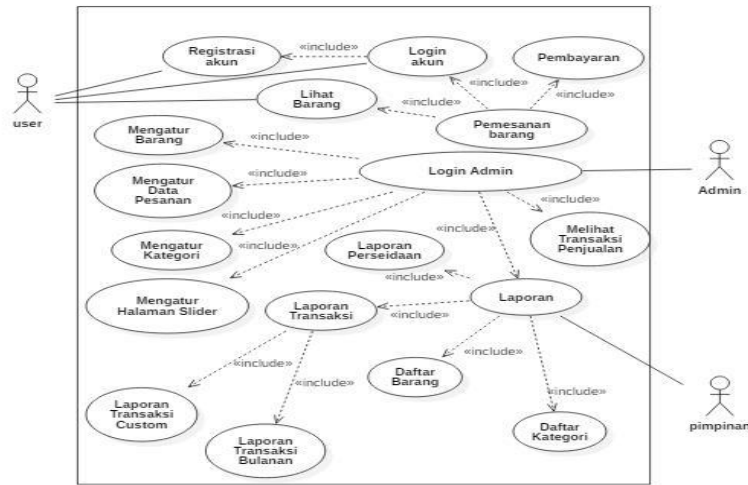 Registrasi
akun
«include»
Login
akun
Pembayaran
user
Lihat
Barang
«include»
«include»
«include»
Pemesanan
barang
Mengatur
Barang
«include»
Login Admin
Admin
Mengatur
Data
Pesanan
«include»
«include»
«include»
Melihat
Transaksi
Penjualan
Mengatur
Kategori
«include»
Laporan
Perseidaan
«include»
«include»
Mengatur
Halaman Slider
Laporan
Transaksi
«include»
Laporan
«include»
«include»
«include»
«include»
Daftar
Barang
Laporan
Transaksi
Custom
Laporan
Transaksi
Bulanan
Daftar
Kategori
pimpinan